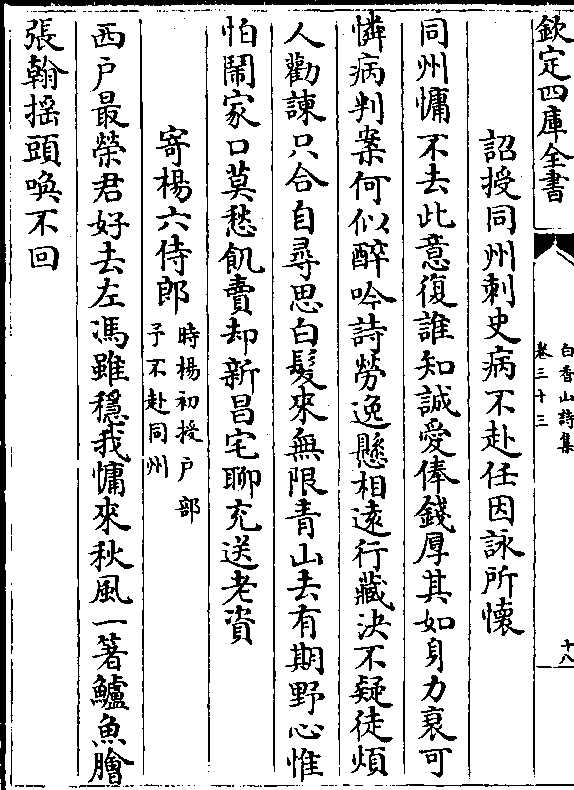 欽定四庫全書
白香山詩集
卷三十三
十八
詔授同州刺史病不赴任因詠所懷
同州慵不去此意復誰知誠愛俸錢厚其如身力衰可
憐病判案何似醉吟詩勞逸懸相逺行藏決不疑徒煩
人勸諫只合自尋思白髮來無限青山去有期野心惟
怕鬧家口莫愁飢賣却新昌宅聊充送老資
寄楊六侍郎
時楊初授户部
予不赴同州
西户最榮君好去左馮雖穩我慵來秋風一箸鱸魚膾
張翰搖頭喚不回